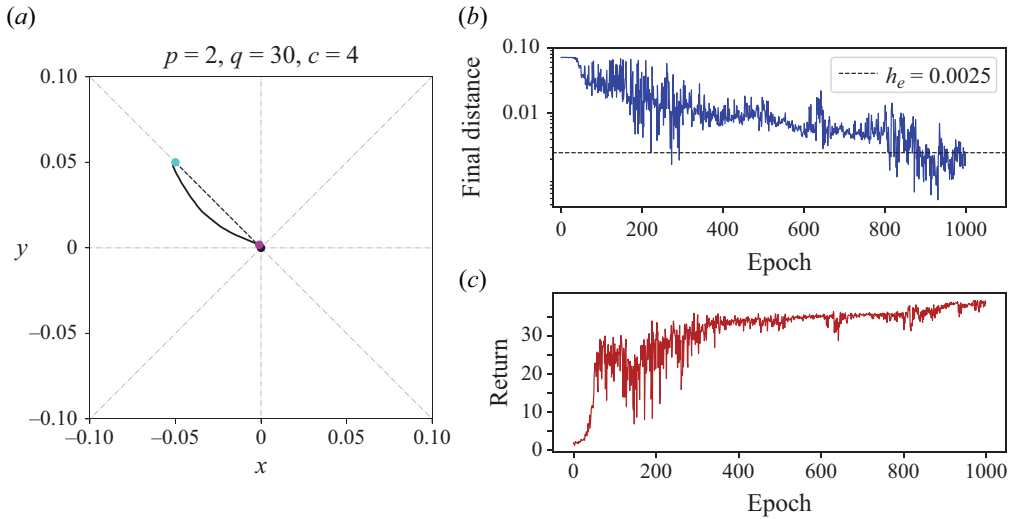 (a)
p = 2, q = 30, c = 4
0.10
0.05
y
0
−0.05
−0.10
−0.10
−0.05
0
0.05
0.10
x
(b)
Final distance
0.10
0.01
h_e = 0.0025
0
200
400
600
800
1000
Epoch
(c)
Return
30
20
10
0
0
200
400
600
800
1000
Epoch